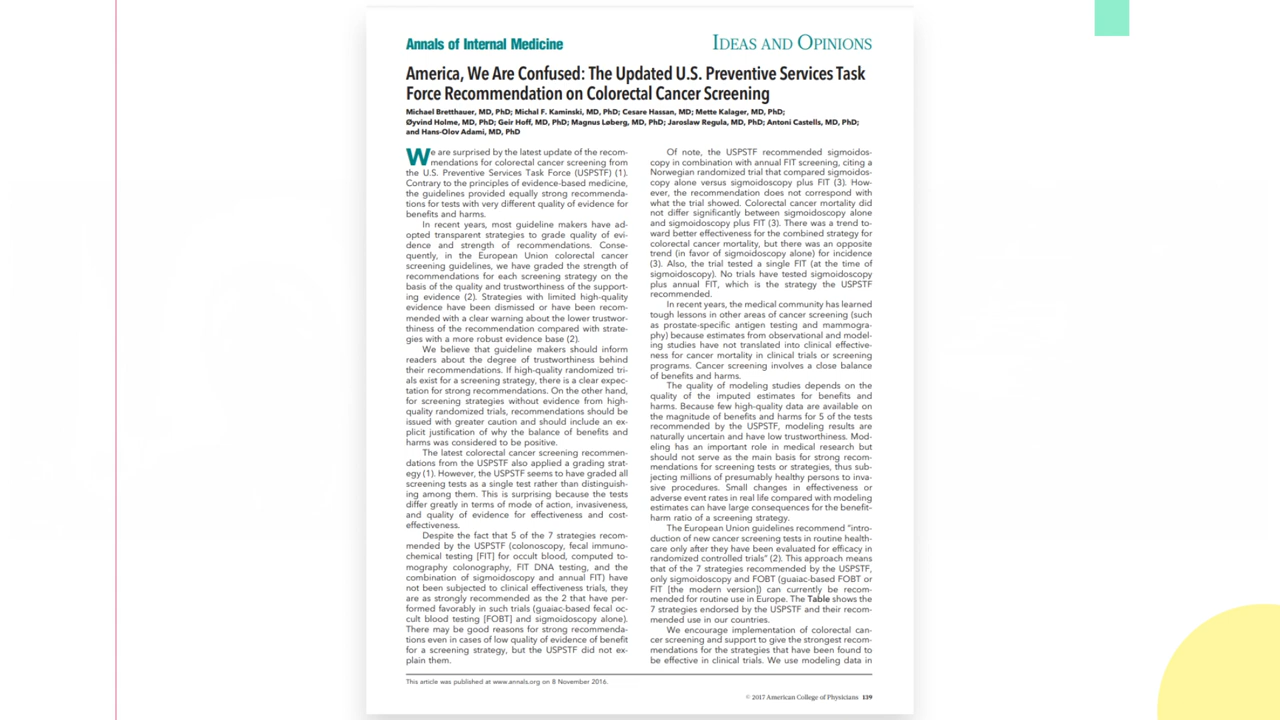 Annals of Internal Medicine
IDEAS AND OPINIONS
America, We Are Confused: The Updated U.S. Preventive Services Task
Force Recommendation on Colorectal Cancer Screening
Michael Bretthauer, MD, PhD; Michal F. Kaminski, MD, PhD; Cesare Hassan, MD; Mette Kalager, MD, PhD;
Øyvind Holme, MD, PhD; Geir Hoff, MD, PhD; Magnus Løberg, MD, PhD; Jaroslaw Regula, MD, PhD; Antoni Castells, MD, PhD;
and Hans-Olov Adami, MD, PhD
We are surprised by the latest update of the recom-
mendations for colorectal cancer screening from
the U.S. Preventive Services Task Force (USPSTF) (1).
Contrary to the principles of evidence-based medicine,
the guidelines provided equally strong recommenda-
tions for tests with very different quality of evidence for
benefits and harms.
In recent years, most guideline makers have ad-
opted transparent strategies to grade quality of evi-
dence and strength of recommendations. Conse-
quently, in the European Union colorectal cancer
screening guidelines, we have graded the strength of
recommendations for each screening strategy on the
basis of the quality and trustworthiness of the support-
ing evidence (2). Strategies with limited high-quality
evidence have been dismissed or have been recom-
mended with a clear warning about the lower trustwor-
thiness of the recommendation compared with strate-
gies with a more robust evidence base (2).
We believe that guideline makers should inform
readers about the degree of trustworthiness behind
their recommendations. If high-quality randomized tri-
als exist for a screening strategy, there is a clear expec-
tation for strong recommendations. On the other hand,
for screening strategies without evidence from high-
quality randomized trials, recommendations should be
issued with greater caution and should include an ex-
plicit justification of why the balance of benefits and
harms was considered to be positive.
The latest colorectal cancer screening recommen-
dations from the USPSTF also applied a grading strat-
egy (1). However, the USPSTF seems to have graded all
screening tests as a single test rather than distinguish-
ing among them. This is surprising because the tests
differ greatly in terms of mode of action, invasiveness,
and quality of evidence for effectiveness and cost-
effectiveness.
Despite the fact that 5 of the 7 strategies recom-
mended by the USPSTF (colonoscopy, fecal immuno-
chemical testing [FIT] for occult blood, computed to-
mography colonography, FIT DNA testing, and the
combination of sigmoidoscopy and annual FIT) have
not been subjected to clinical effectiveness trials, they
are as strongly recommended as the 2 that have per-
formed favorably in such trials (guaiac-based fecal oc-
cult blood testing [FOBT] and sigmoidoscopy alone).
There may be good reasons for strong recommenda-
tions even in cases of low quality of evidence of benefit
for a screening strategy, but the USPSTF did not ex-
plain them.
Of note, the USPSTF recommended sigmoidos-
copy in combination with annual FIT screening, citing a
Norwegian randomized trial that compared sigmoidos-
copy alone versus sigmoidoscopy plus FIT (3). How-
ever, the recommendation does not correspond with
what the trial showed. Colorectal cancer mortality did
not differ significantly between sigmoidoscopy alone
and sigmoidoscopy plus FIT (3). There was a trend to-
ward better effectiveness for the combined strategy for
colorectal cancer mortality, but there was an opposite
trend (in favor of sigmoidoscopy alone) for incidence
(3). Also, the trial tested a single FIT (at the time of
sigmoidoscopy). No trials have tested sigmoidoscopy
plus annual FIT, which is the strategy the USPSTF
recommended.
In recent years, the medical community has learned
tough lessons in other areas of cancer screening (such
as prostate-specific antigen testing and mammogra-
phy) because estimates from observational and model-
ing studies have not translated into clinical effective-
ness for cancer mortality in clinical trials or screening
programs. Cancer screening involves a close balance
of benefits and harms.
The quality of modeling studies depends on the
quality of the imputed estimates for benefits and
harms. Because few high-quality data are available on
the magnitude of benefits and harms for 5 of the tests
recommended by the USPSTF, modeling results are
naturally uncertain and have low trustworthiness. Mod-
eling has an important role in medical research but
should not serve as the main basis for strong recom-
mendations for screening tests or strategies, thus sub-
jecting millions of presumably healthy persons to inva-
sive procedures. Small changes in effectiveness or
adverse event rates in real life compared with modeling
estimates can have large consequences for the benefit-
harm ratio of a screening strategy.
The European Union guidelines recommend "intro-
duction of new cancer screening tests in routine health-
care only after they have been evaluated for efficacy in
randomized controlled trials" (2). This approach means
that of the 7 strategies recommended by the USPSTF,
only sigmoidoscopy and FOBT (guaiac-based FOBT or
FIT [the modern version]) can currently be recom-
mended for routine use in Europe. The Table shows the
7 strategies endorsed by the USPSTF and their recom-
mended use in our countries.
We encourage implementation of colorectal can-
cer screening and support to give the strongest recom-
mendations for the strategies that have been found to
be effective in clinical trials. We use modeling data in
This article was published at www.annals.org on 8 November 2016.
© 2017 American College of Physicians 139